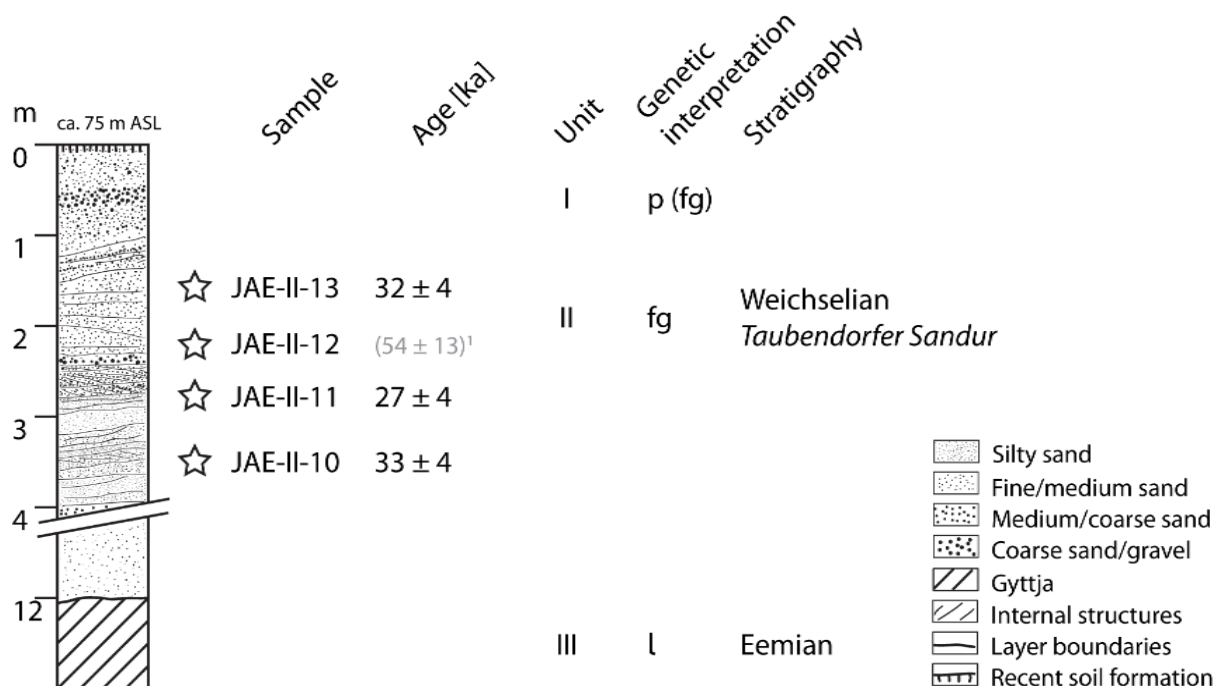 m
ca. 75 m ASL
Sample
Age [ka]
Unit
Genetic
interpretation
Stratigraphy
0
I
p (fg)
1
JAE-II-13
32 ± 4
II
fg
Weichselian
Taubendorfer Sandur
2
JAE-II-12
(54 ± 13)¹
JAE-II-11
27 ± 4
3
JAE-II-10
33 ± 4
4
12
III
l
Eemian
Silty sand
Fine/medium sand
Medium/coarse sand
Coarse sand/gravel
Gyttja
Internal structures
Layer boundaries
Recent soil formation